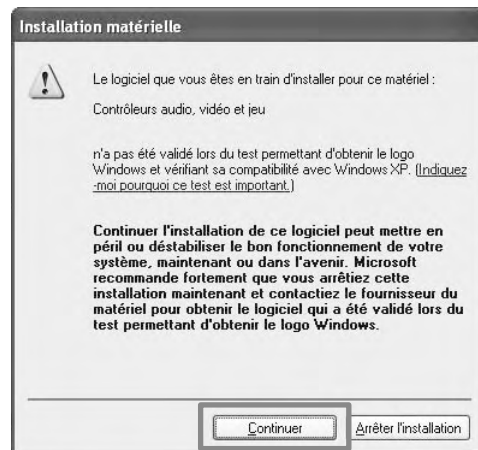 Installation matérielle
Le logiciel que vous êtes en train d'installer pour ce matériel :
Contrôleurs audio, vidéo et jeu
n'a pas été validé lors du test permettant d'obtenir le logo
Windows et vérifiant sa compatibilité avec Windows XP. (Indiquez
-moi pourquoi ce test est important.)
Continuer l'installation de ce logiciel peut mettre en
péril ou déstabiliser le bon fonctionnement de votre
système, maintenant ou dans l'avenir. Microsoft
recommande fortement que vous arrêtiez cette
installation maintenant et contactiez le fournisseur du
matériel pour obtenir le logiciel qui a été validé lors du
test permettant d'obtenir le logo Windows.
Continuer
Arrêter l'installation